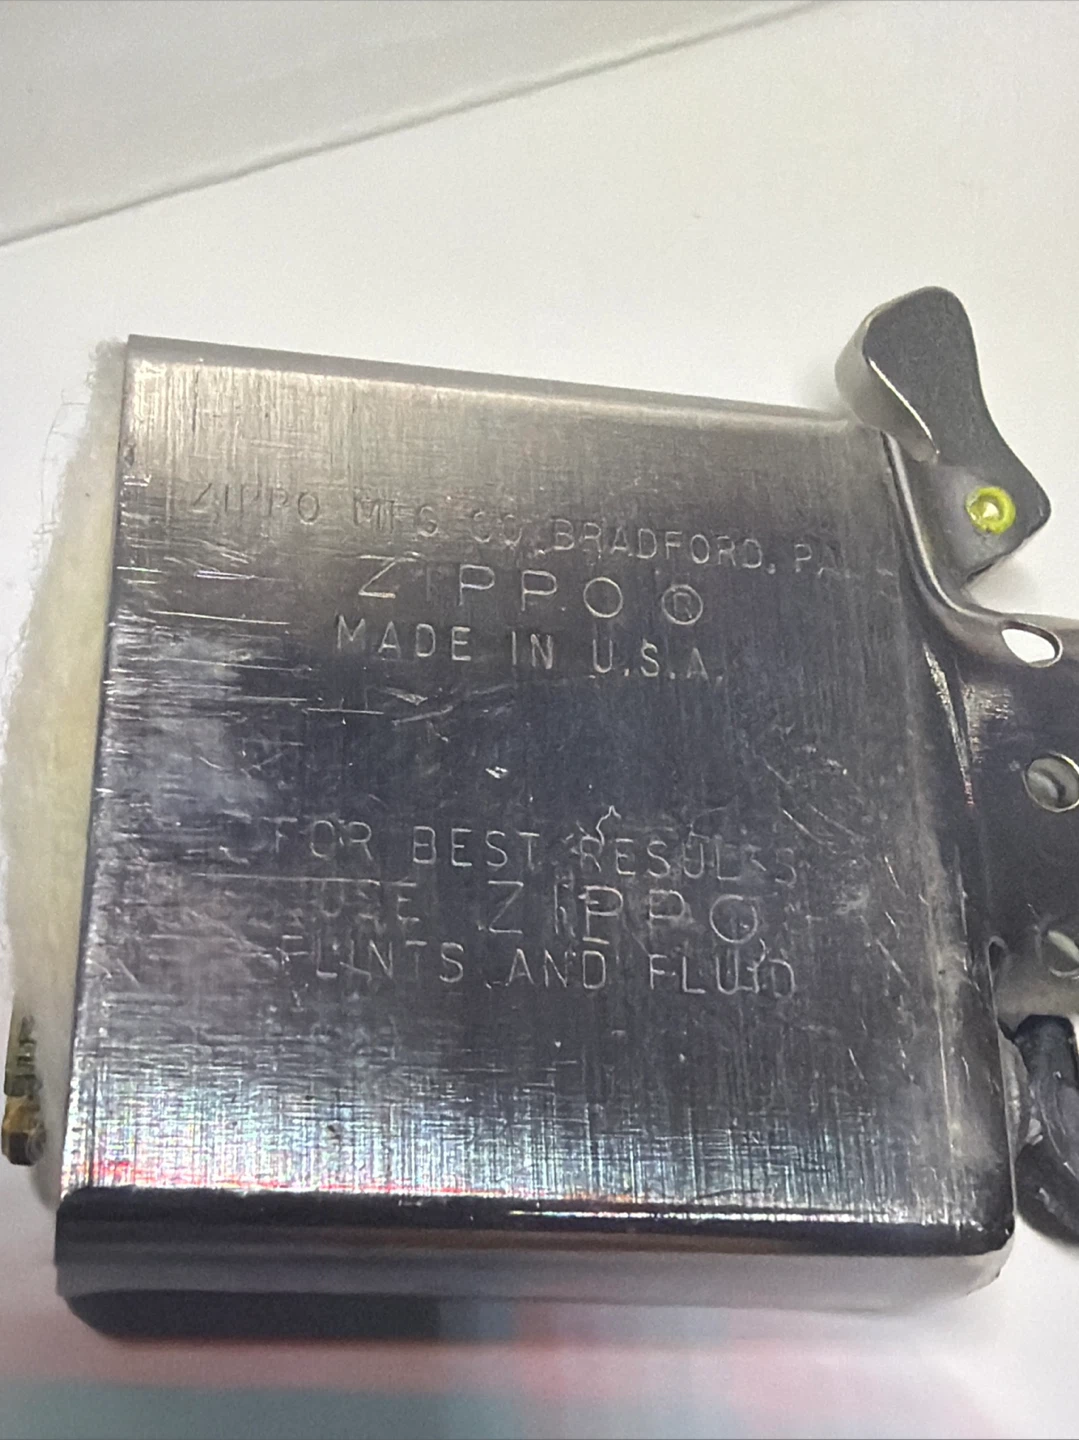 ZIPPO MFG CO. BRADFORD, PA
ZIPPO ®
MADE IN U.S.A.
FOR BEST RESULTS
USE ZIPPO
FLINTS AND FLUID